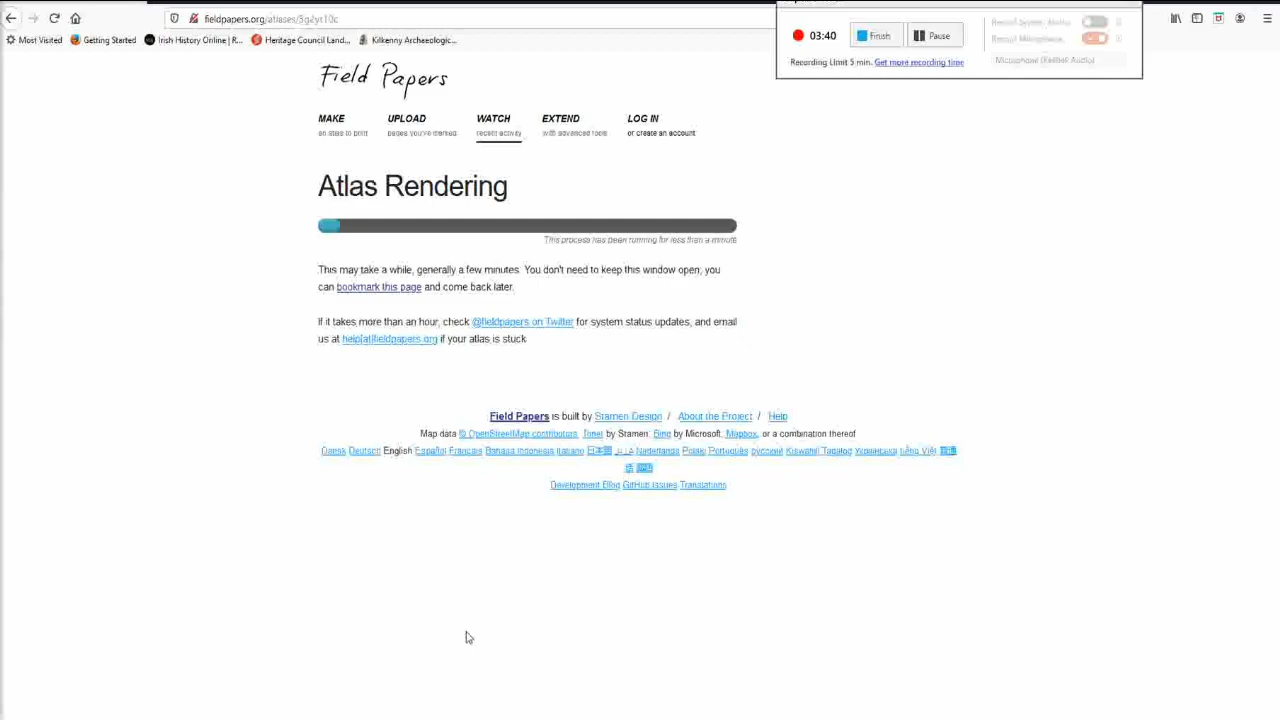 fieldpapers.org/atlases/3g2yr10c
03:40
Finish
Pause
Recording Limit 5 min. Get more recording time
Microphone (Realtek Audio)
Most Visited
Getting Started
Irish History Online | R...
Heritage Council Lan...
Kilkenny Archaeologic...
Field Papers
MAKE UPLOAD WATCH EXTEND LOG IN
an atlas to print pages you've marked recent activity with advanced tools or create an account
Atlas Rendering
This process has been running for less than a minute
This may take a while, generally a few minutes. You don't need to keep this window open; you
can bookmark this page and come back later.
If it takes more than an hour, check @fieldpapers on Twitter for system status updates, and email
us at help[at]fieldpapers.org if your atlas is stuck
Field Papers is built by Stamen Design / About the Project / Help
Map data © OpenStreetMap contributors, Toner by Stamen, Bing by Microsoft, Mapbox, or a combination thereof
Dansk Deutsch English Español Français Bahasa Indonesia Italiano 日本語 Nederlands Polski Português русский Kiswahili Tagalog Українська tiếng Việt
Development Blog GitHub Issues Translations